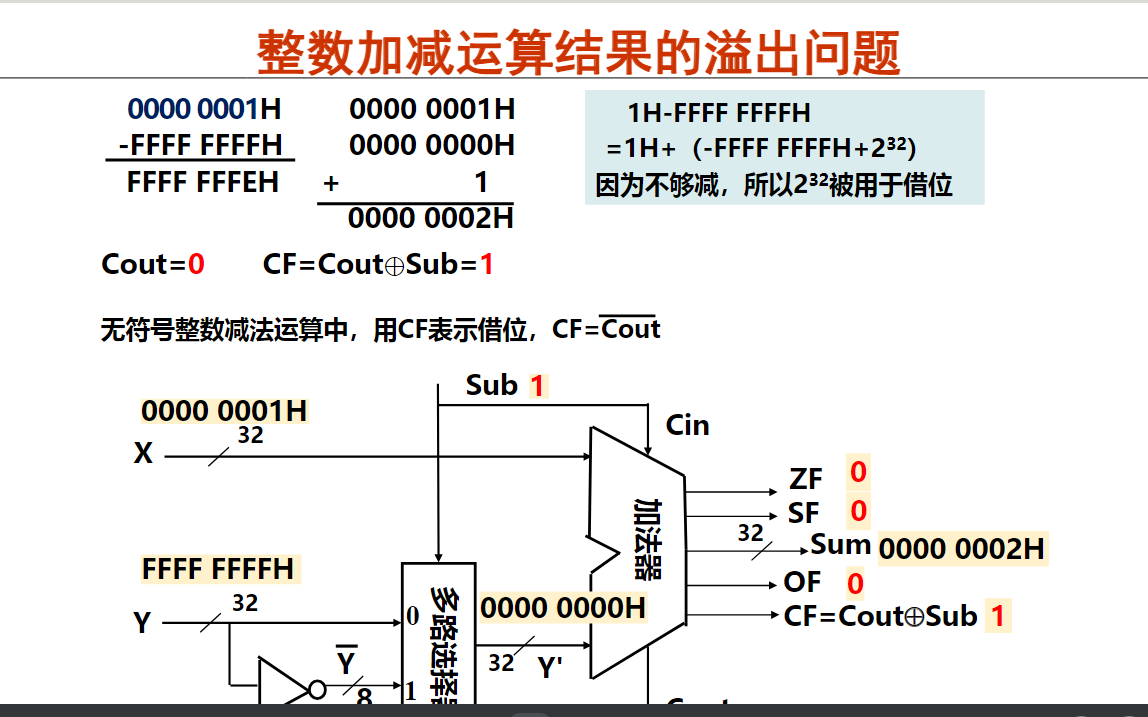 整数加减运算结果的溢出问题
0000 0001H
-FFFF FFFFH
FFFF FFFEH
0000 0001H
0000 0000H
+ 1
0000 0002H
1H-FFFF FFFFH
=1H+（-FFFF FFFFH+2³²）
因为不够减，所以2³²被用于借位
Cout=0 CF=Cout⊕Sub=1
无符号整数减法运算中，用CF表示借位，CF=C̅o̅u̅t̅
Sub 1
0000 0001H
X
32
Cin
加法器
ZF 0
SF 0
32
Sum 0000 0002H
OF 0
CF=Cout⊕Sub 1
FFFF FFFFH
Y
32
Y̅
8
0
1
多路选择器
0000 0000H
32
Y'